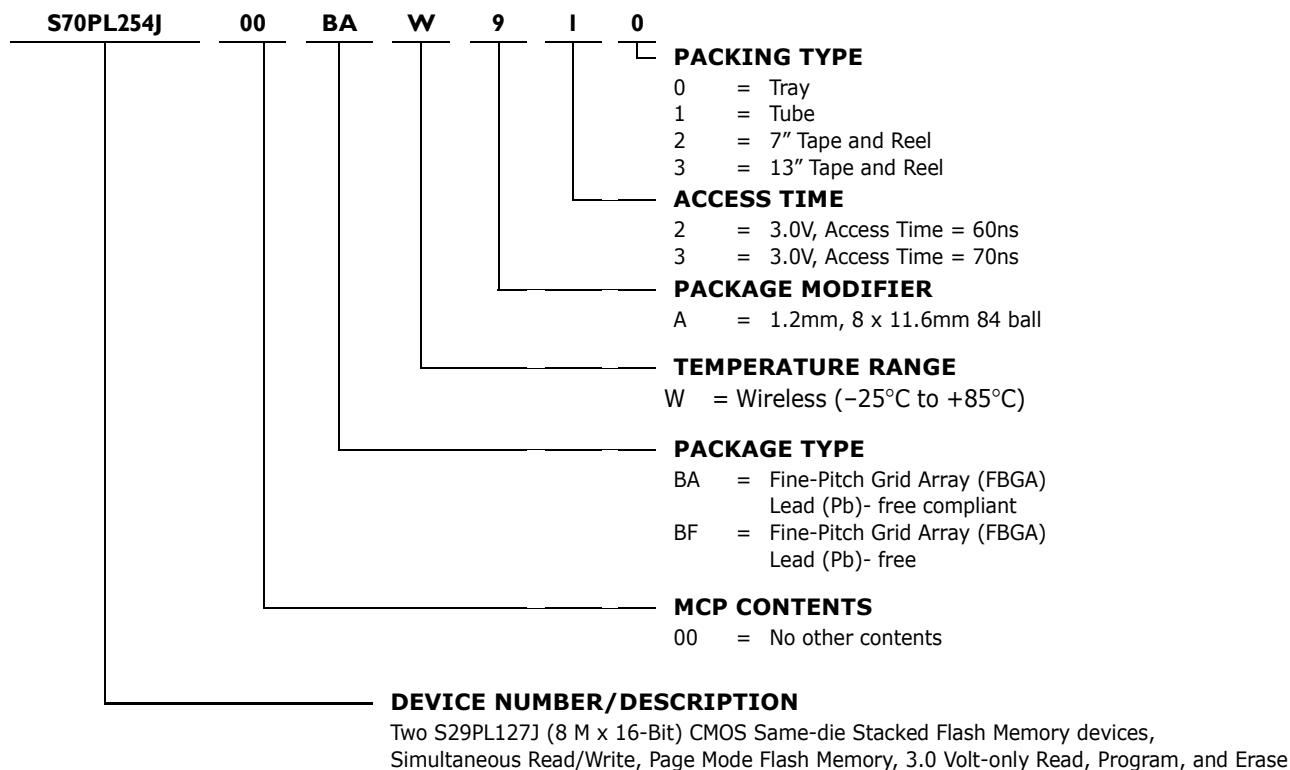 S70PL254J 00 BA W 9 I 0
PACKING TYPE
0 = Tray
1 = Tube
2 = 7” Tape and Reel
3 = 13” Tape and Reel
ACCESS TIME
2 = 3.0V, Access Time = 60ns
3 = 3.0V, Access Time = 70ns
PACKAGE MODIFIER
A = 1.2mm, 8 x 11.6mm 84 ball
TEMPERATURE RANGE
W = Wireless (–25°C to +85°C)
PACKAGE TYPE
BA = Fine-Pitch Grid Array (FBGA)
Lead (Pb)- free compliant
BF = Fine-Pitch Grid Array (FBGA)
Lead (Pb)- free
MCP CONTENTS
00 = No other contents
DEVICE NUMBER/DESCRIPTION
Two S29PL127J (8 M x 16-Bit) CMOS Same-die Stacked Flash Memory devices,
Simultaneous Read/Write, Page Mode Flash Memory, 3.0 Volt-only Read, Program, and Erase